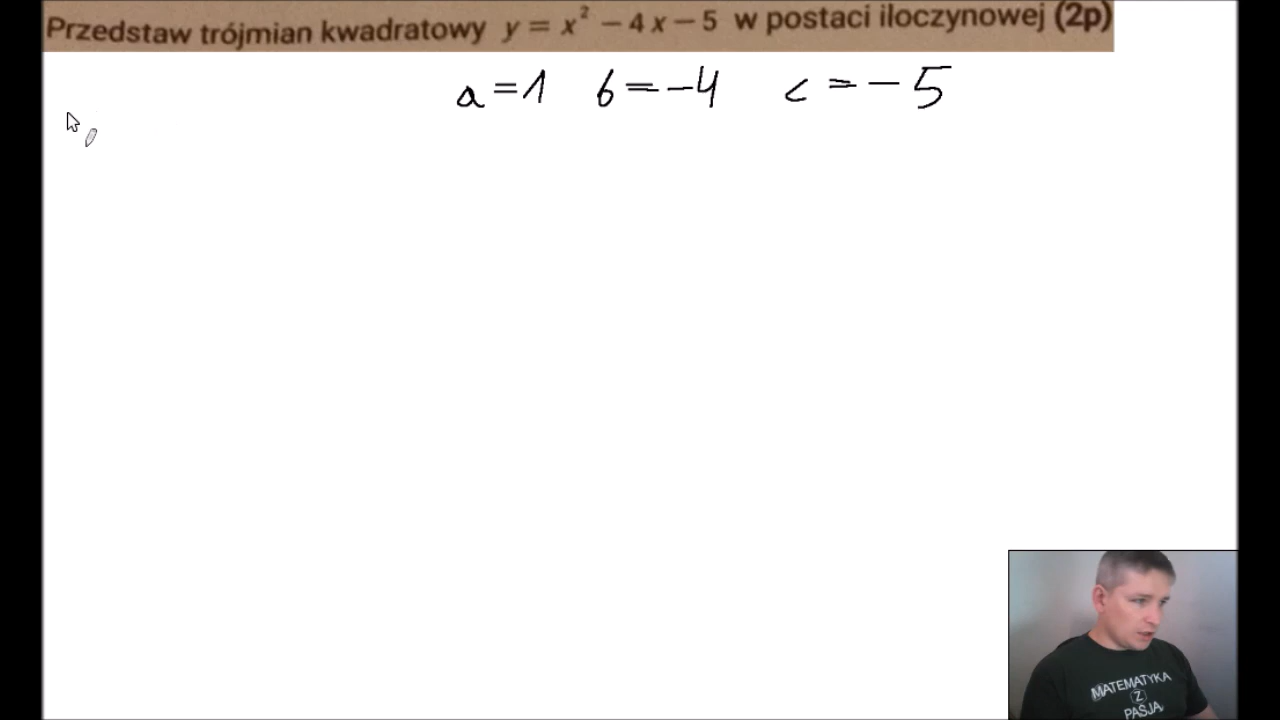 Przedstaw trójmian kwadratowy y = x² − 4x − 5 w postaci iloczynowej (2p)
a = 1 b = −4 c = −5
MATEMATYKA
Z
PASJĄ